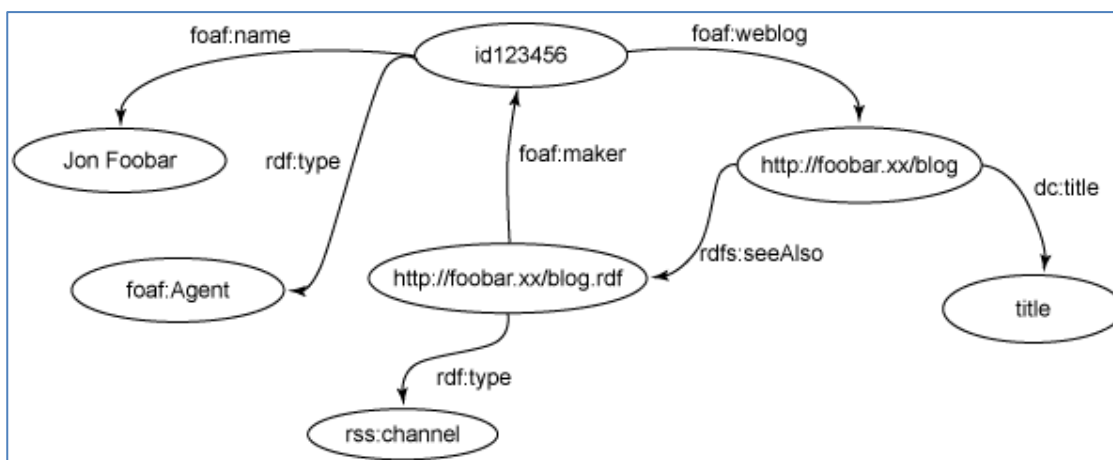 foaf:name
id123456
foaf:weblog
Jon Foobar
rdf:type
foaf:maker
http://foobar.xx/blog
dc:title
rdfs:seeAlso
foaf:Agent
http://foobar.xx/blog.rdf
title
rdf:type
rss:channel